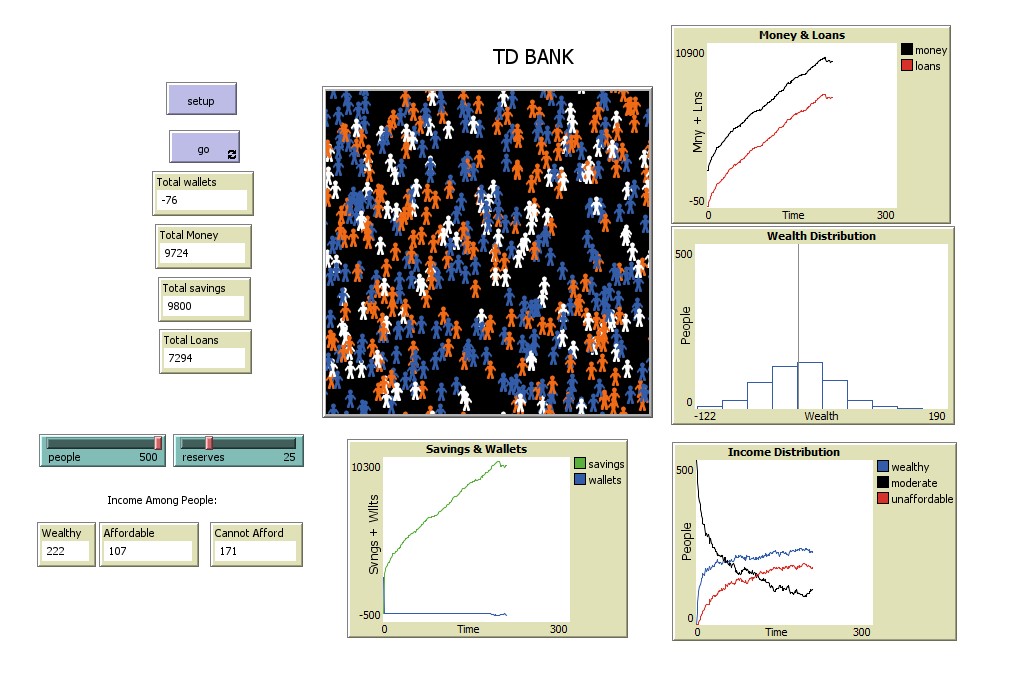 TD BANK
setup
go
Total wallets
-76
Total Money
9724
Total savings
9800
Total Loans
7294
people 500
reserves 25
Income Among People:
Wealthy
222
Affordable
107
Cannot Afford
171
Money & Loans
10900
Mny + Lns
-50
0 Time 300
money
loans
Wealth Distribution
500
People
0
-122 Wealth 190
Savings & Wallets
10300
Svngs + Wllts
-500
0 Time 300
savings
wallets
Income Distribution
500
People
0
0 Time 300
wealthy
moderate
unaffordable